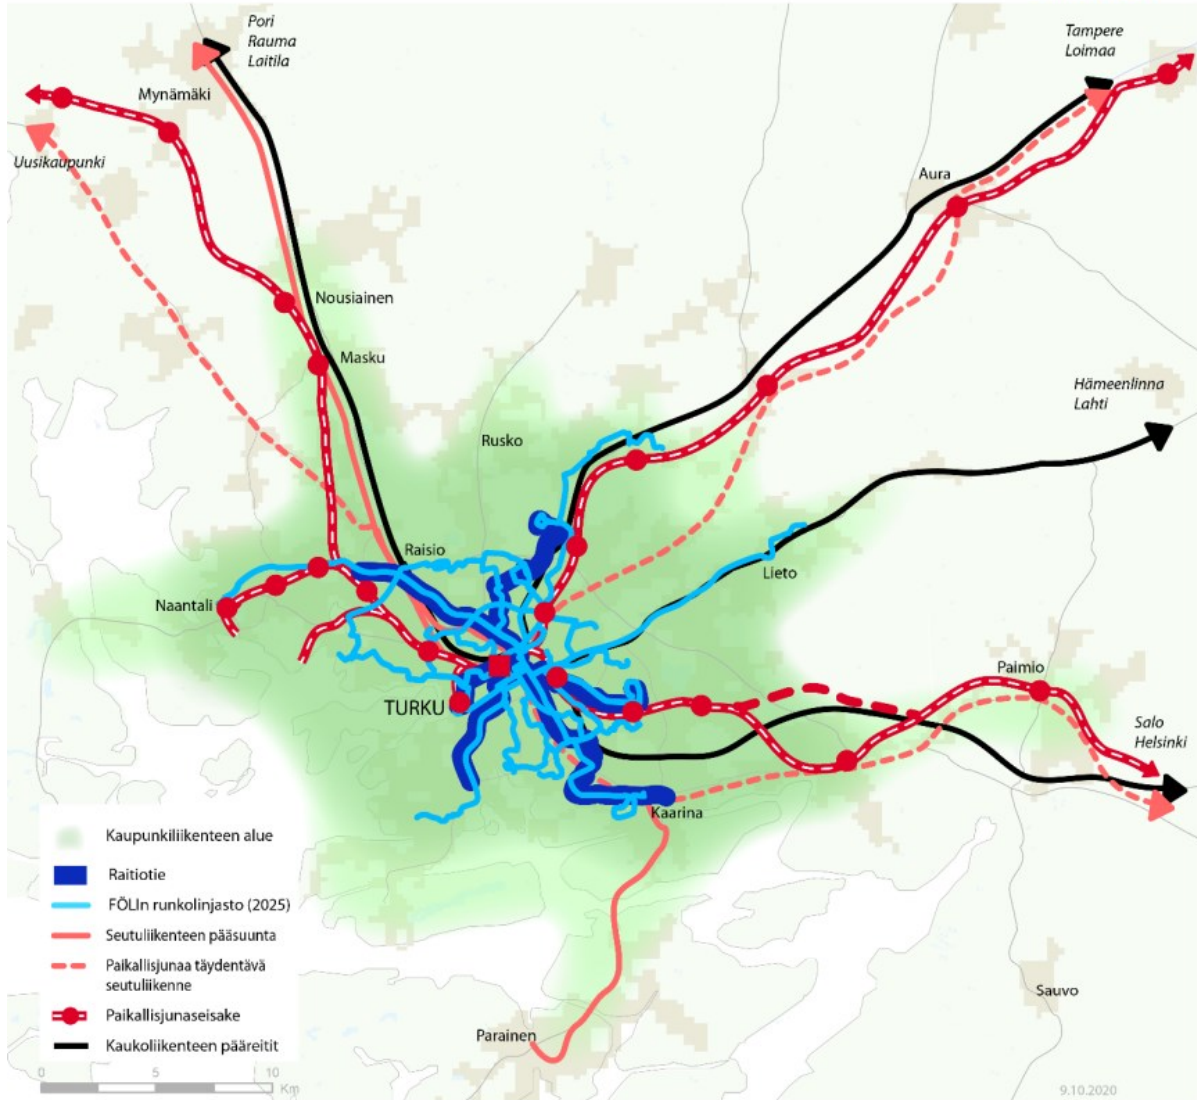 Pori
Rauma
Laitila
Tampere
Loimaa
Mynämäki
Uusikaupunki
Aura
Nousiainen
Masku
Hämeenlinna
Lahti
Rusko
Raisio
Lieto
Naantali
Paimio
TURKU
Salo
Helsinki
Kaarina
Kaupunkiliikenteen alue
Raitiotie
FÖLIn runkolinjasto (2025)
Seutuliikenteen pääsuunta
Paikallisjunaa täydentävä
seutuliikenne
Paikallisjunaseisake
Kaukoliikenteen pääreitit
Sauvo
Parainen
0 5 10
Km
9.10.2020